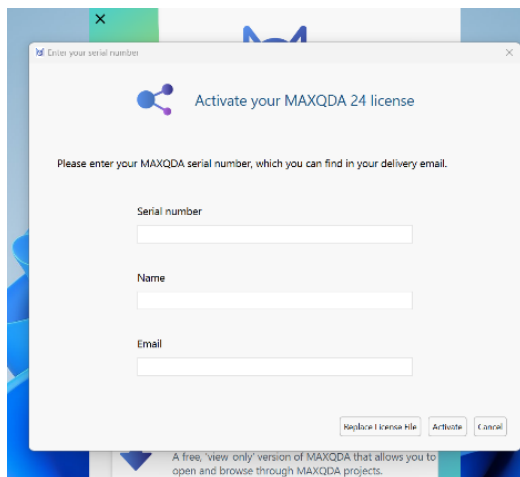 Enter your serial number
Activate your MAXQDA 24 license
Please enter your MAXQDA serial number, which you can find in your delivery email.
Serial number
Name
Email
Replace License File
Activate
Cancel
A free, 'view only' version of MAXQDA that allows you to
open and browse through MAXQDA projects.